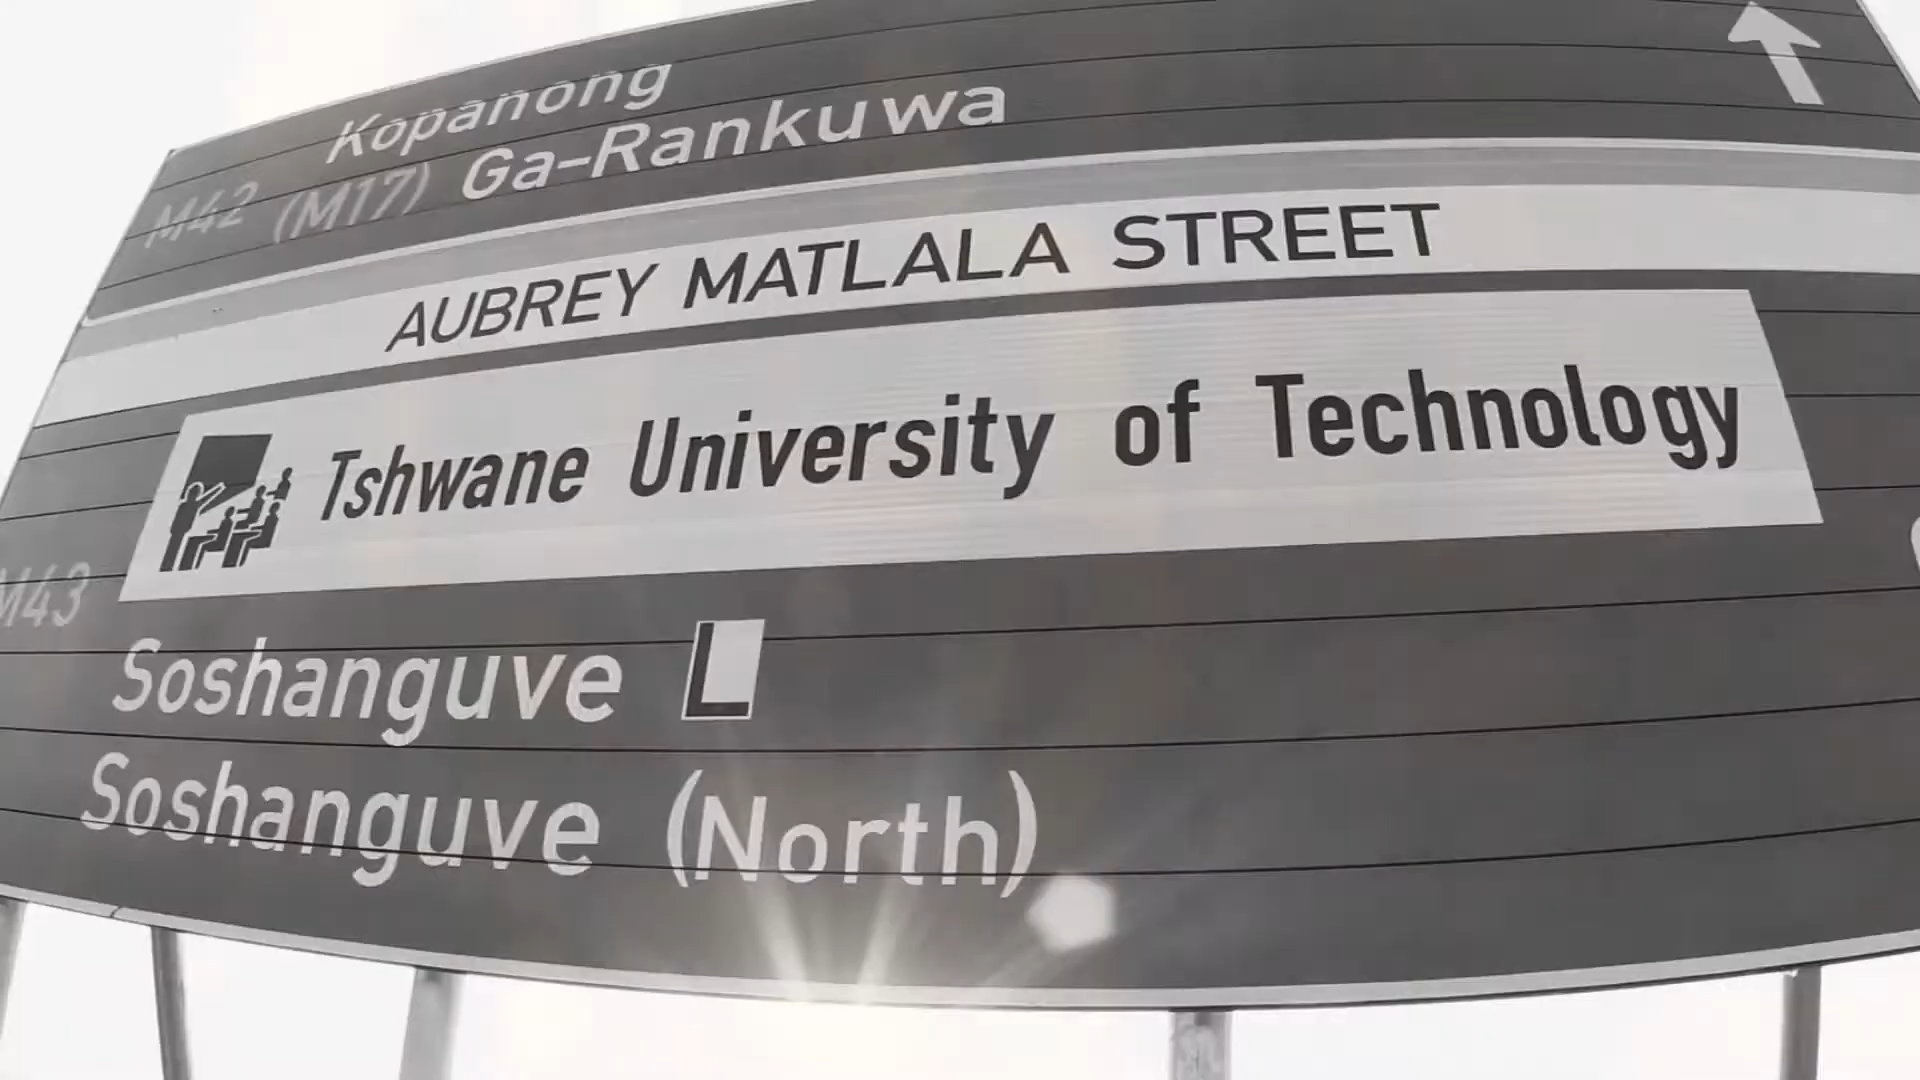 Kopanong
M42 (M17) Ga-Rankuwa
AUBREY MATLALA STREET
Tshwane University of Technology
M43
Soshanguve L
Soshanguve (North)